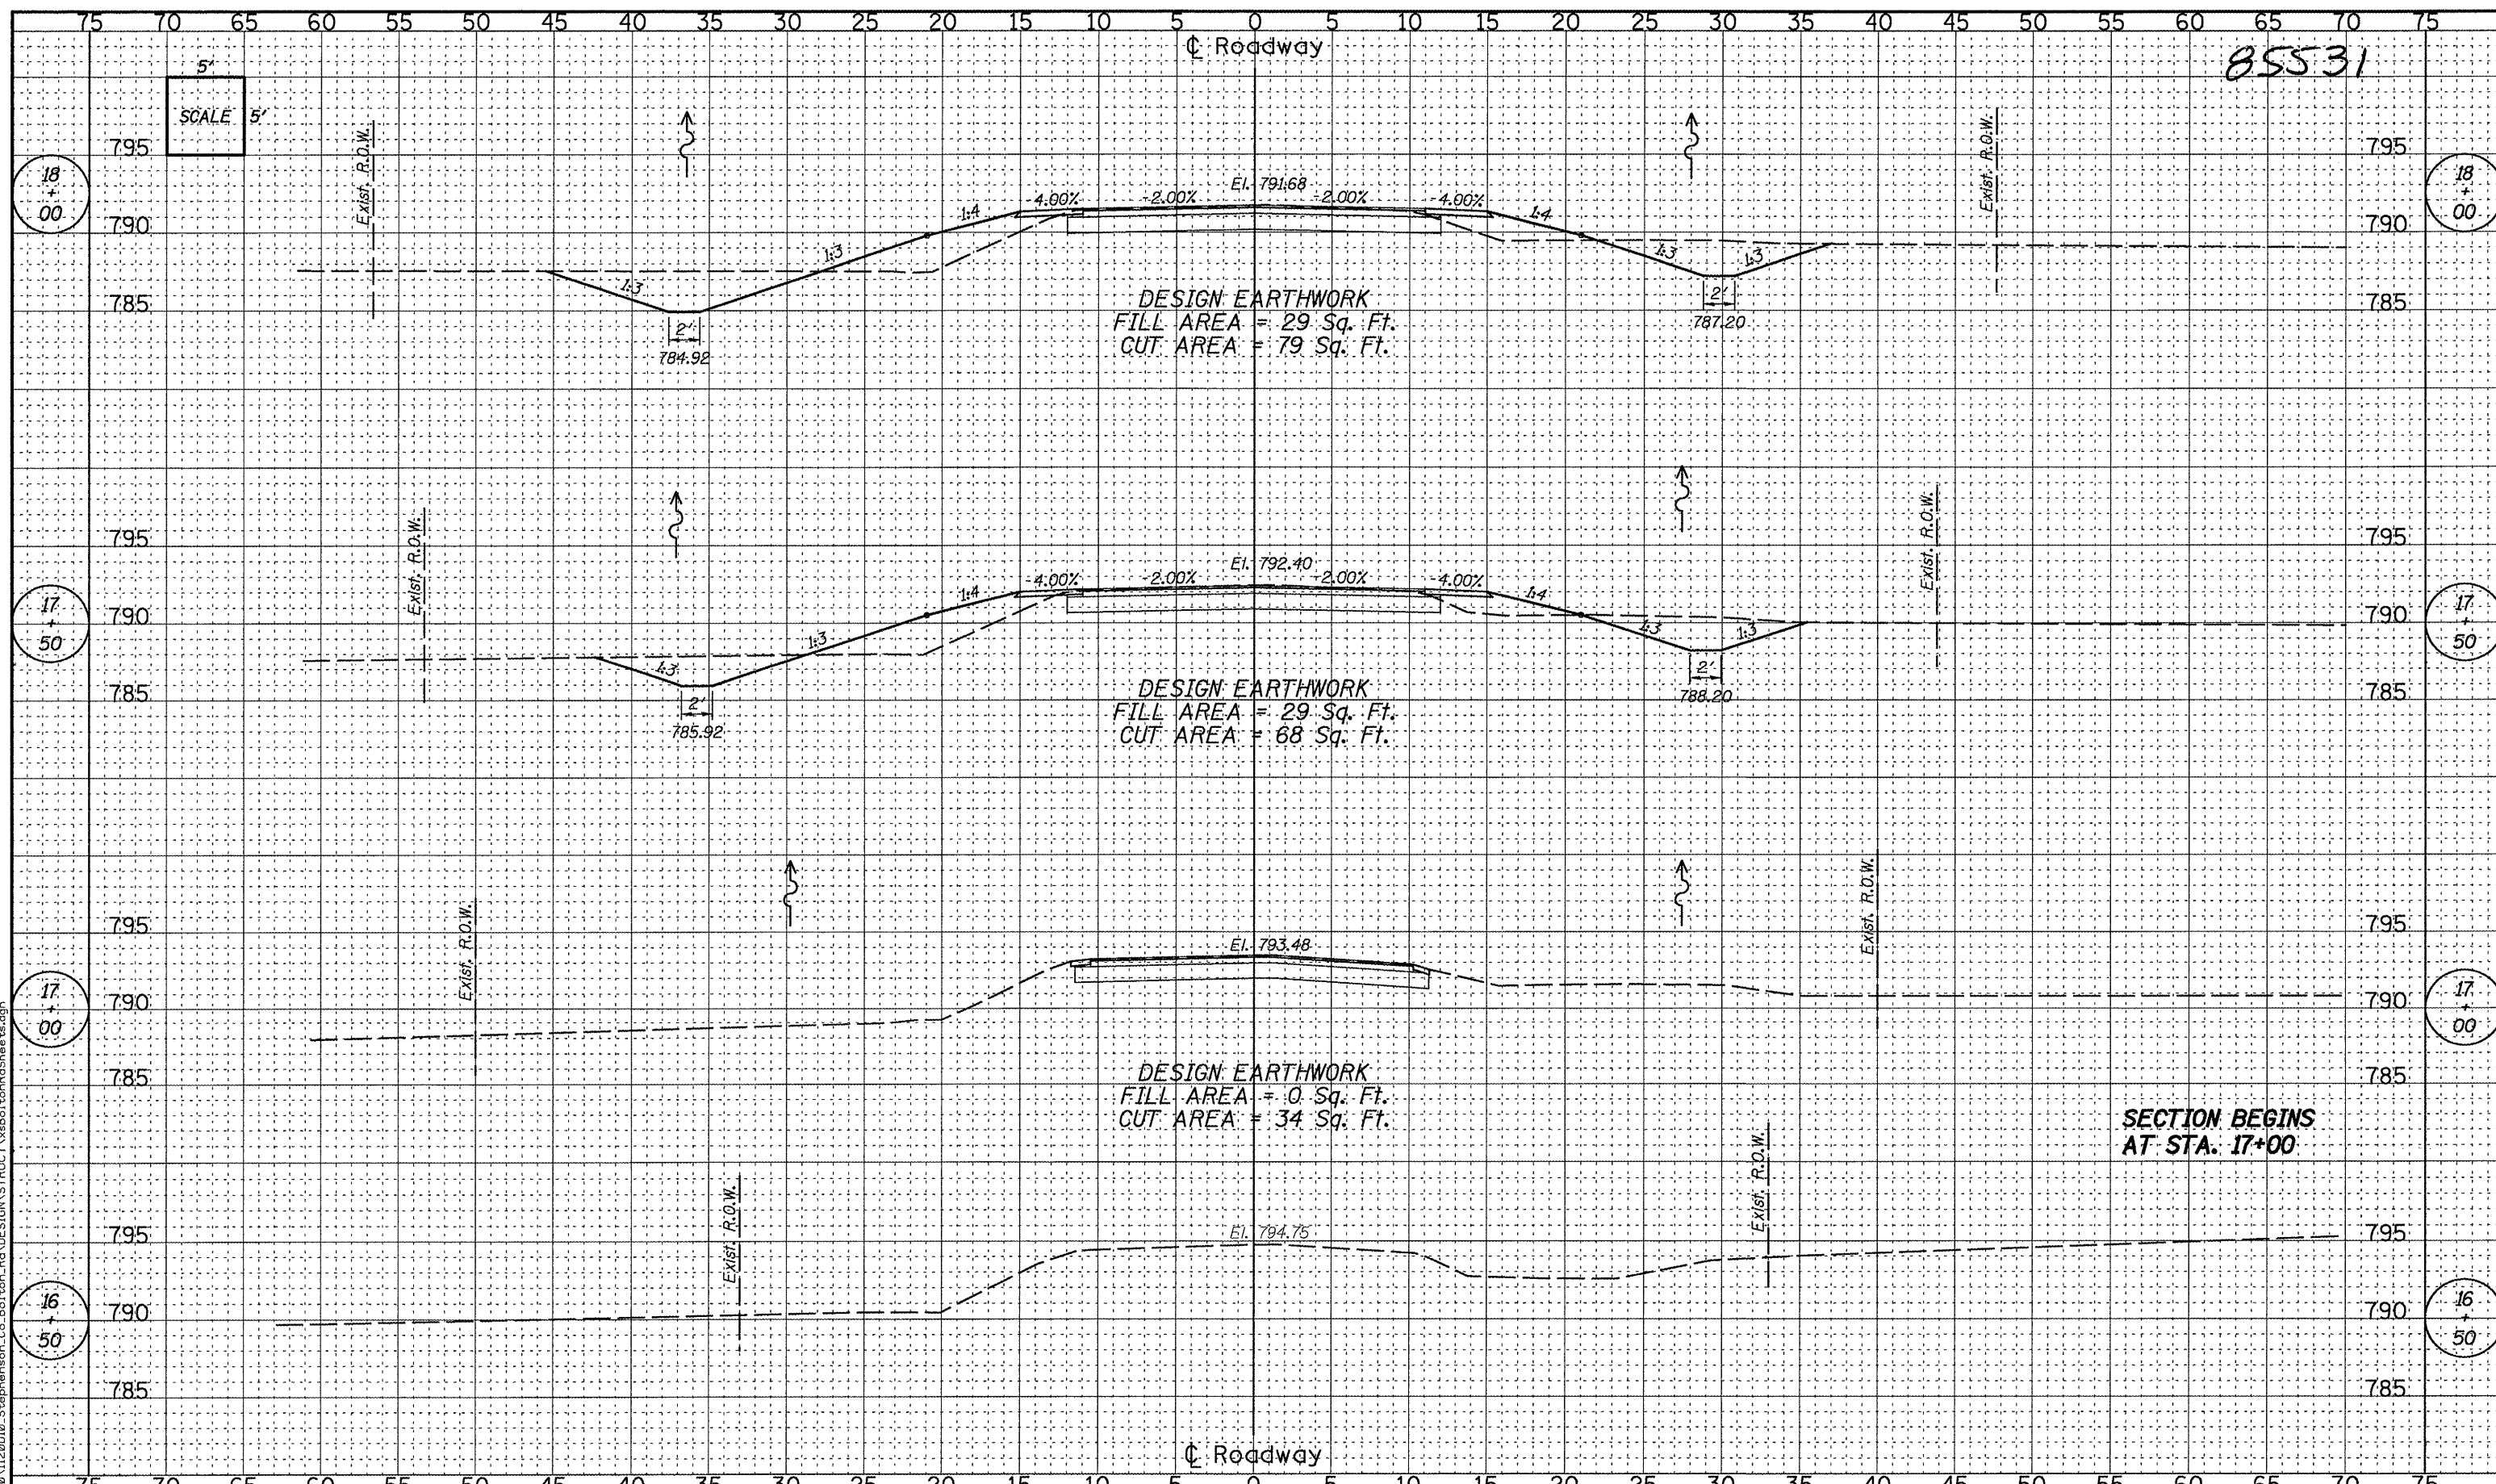 75 70 65 60 55 50 45 40 35 30 25 20 15 10 5 0 5 10 15 20 25 30 35 40 45 50 55 60 65 70 75
℄ Roadway
85531
5'
SCALE 5'
Exist. R.O.W.
Exist. R.O.W.
795 795
18 + 00
18 + 00
El. 791.68
1:3 1:3 1:4 -4.00% -2.00% -2.00% -4.00% 1:4 1:3 1:3
790 790
785 785
2'
784.92
2'
787.20
DESIGN EARTHWORK
FILL AREA = 29 Sq. Ft.
CUT AREA = 79 Sq. Ft.
Exist. R.O.W.
Exist. R.O.W.
795 795
17 + 50
17 + 50
El. 792.40
1:3 1:3 1:4 -4.00% -2.00% -2.00% -4.00% 1:4 1:3 1:3
790 790
785 785
2'
785.92
2'
788.20
DESIGN EARTHWORK
FILL AREA = 29 Sq. Ft.
CUT AREA = 68 Sq. Ft.
Exist. R.O.W.
Exist. R.O.W.
795 795
El. 793.48
17 + 00
17 + 00
790 790
785 785
DESIGN EARTHWORK
FILL AREA = 0 Sq. Ft.
CUT AREA = 34 Sq. Ft.
SECTION BEGINS
AT STA. 17+00
Exist. R.O.W.
Exist. R.O.W.
795 795
El. 794.75
16 + 50
16 + 50
790 790
785 785
℄ Roadway
75 70 65 60 55 50 45 40 35 30 25 20 15 10 5 0 5 10 15 20 25 30 35 40 45 50 55 60 65 70 75